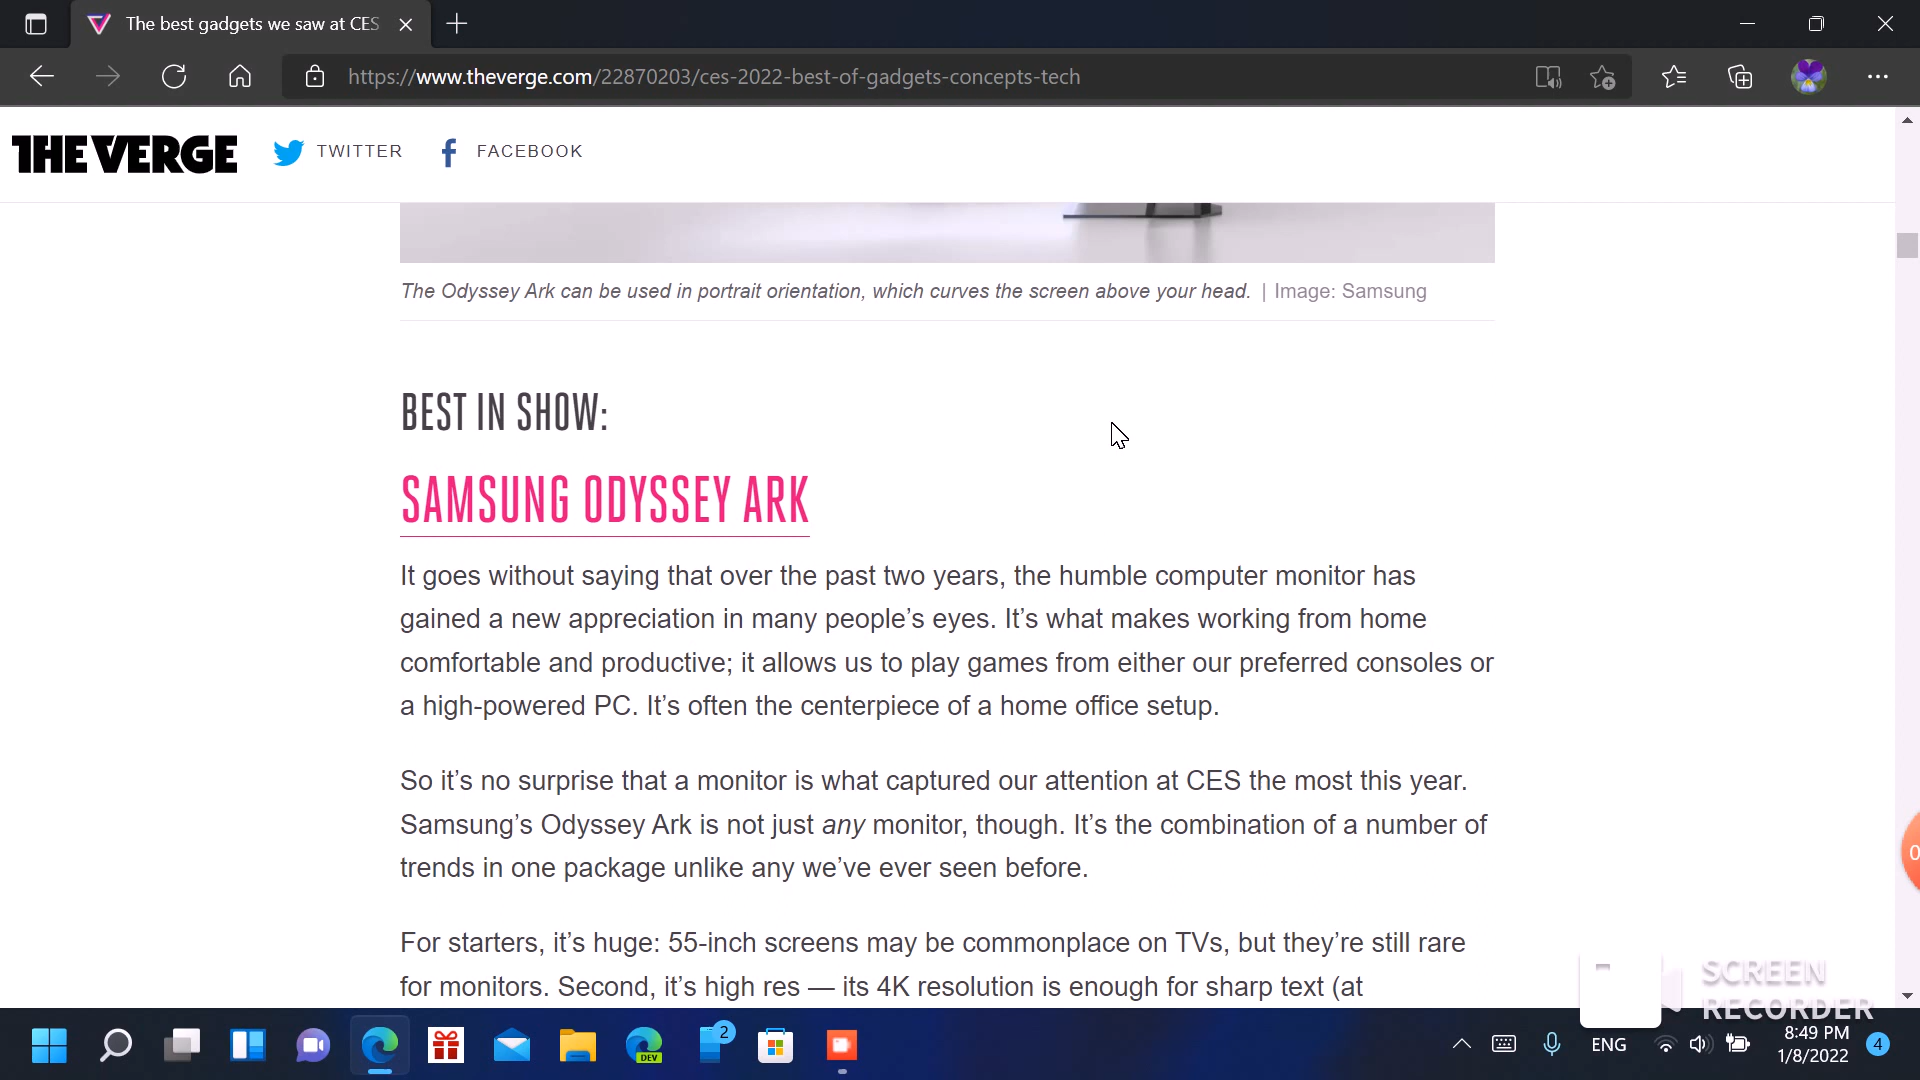 The best gadgets we saw at CES
https://www.theverge.com/22870203/ces-2022-best-of-gadgets-concepts-tech
THE VERGE
TWITTER
FACEBOOK
The Odyssey Ark can be used in portrait orientation, which curves the screen above your head. | Image: Samsung
BEST IN SHOW:
SAMSUNG ODYSSEY ARK
It goes without saying that over the past two years, the humble computer monitor has
gained a new appreciation in many people’s eyes. It’s what makes working from home
comfortable and productive; it allows us to play games from either our preferred consoles or
a high-powered PC. It’s often the centerpiece of a home office setup.
So it’s no surprise that a monitor is what captured our attention at CES the most this year.
Samsung’s Odyssey Ark is not just any monitor, though. It’s the combination of a number of
trends in one package unlike any we’ve ever seen before.
For starters, it’s huge: 55-inch screens may be commonplace on TVs, but they’re still rare
for monitors. Second, it’s high res — its 4K resolution is enough for sharp text (at
0
SCREEN
RECORDER
DEV
2
ENG
8:49 PM
1/8/2022
4